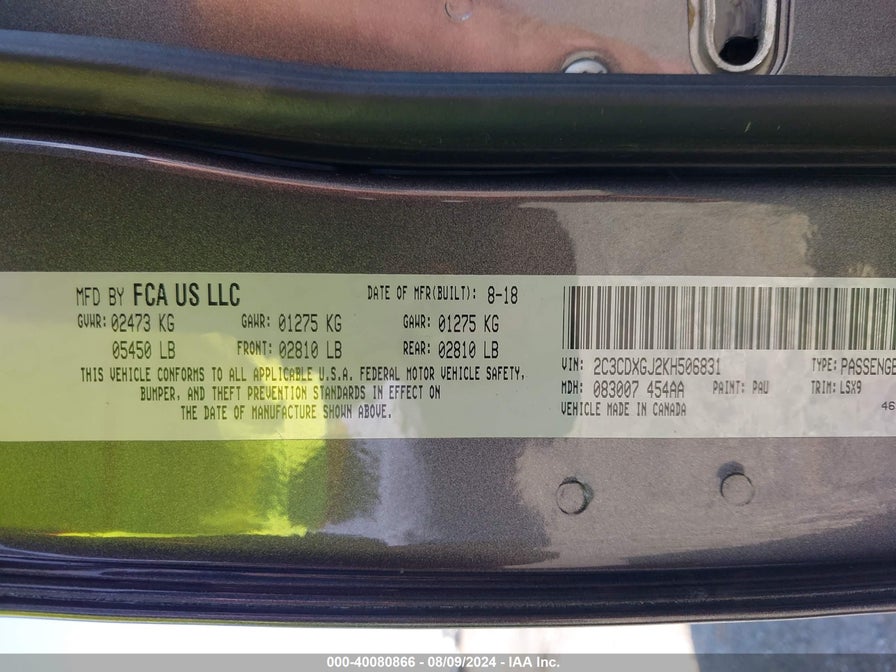 MFD BY FCA US LLC DATE OF MFR(BUILT): 8-18
GVWR: 02473 KG GAWR: 01275 KG GAWR: 01275 KG
05450 LB FRONT: 02810 LB REAR: 02810 LB
THIS VEHICLE CONFORMS TO ALL APPLICABLE U.S.A. FEDERAL MOTOR VEHICLE SAFETY,
BUMPER, AND THEFT PREVENTION STANDARDS IN EFFECT ON
THE DATE OF MANUFACTURE SHOWN ABOVE.
VIN: 2C3CDXGJ2KH506831 TYPE: PASSENGE
MDH: 083007 454AA PAINT: PAU TRIM: LSX9
VEHICLE MADE IN CANADA 46
000-40080866 - 08/09/2024 - IAA Inc.